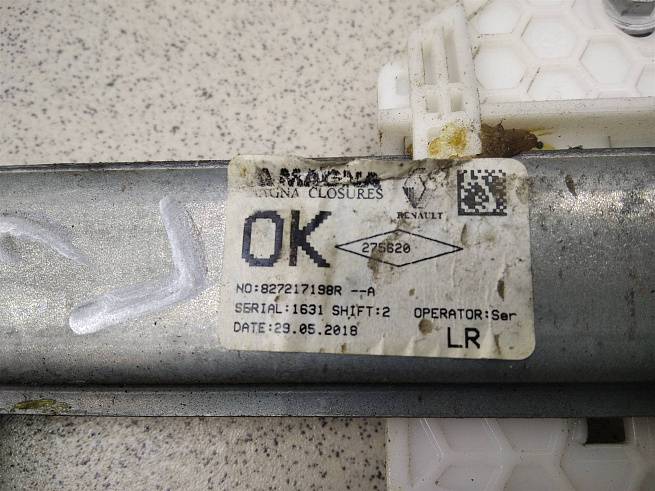 MAGNA
MAGNA CLOSURES
RENAULT
OK
275620
NO:827217198R --A
SERIAL:1631 SHIFT:2 OPERATOR:Ser
DATE:29.05.2018
LR